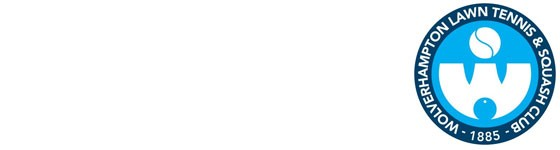 WOLVERHAMPTON LAWN TENNIS & SQUASH CLUB
- 1885 -
W